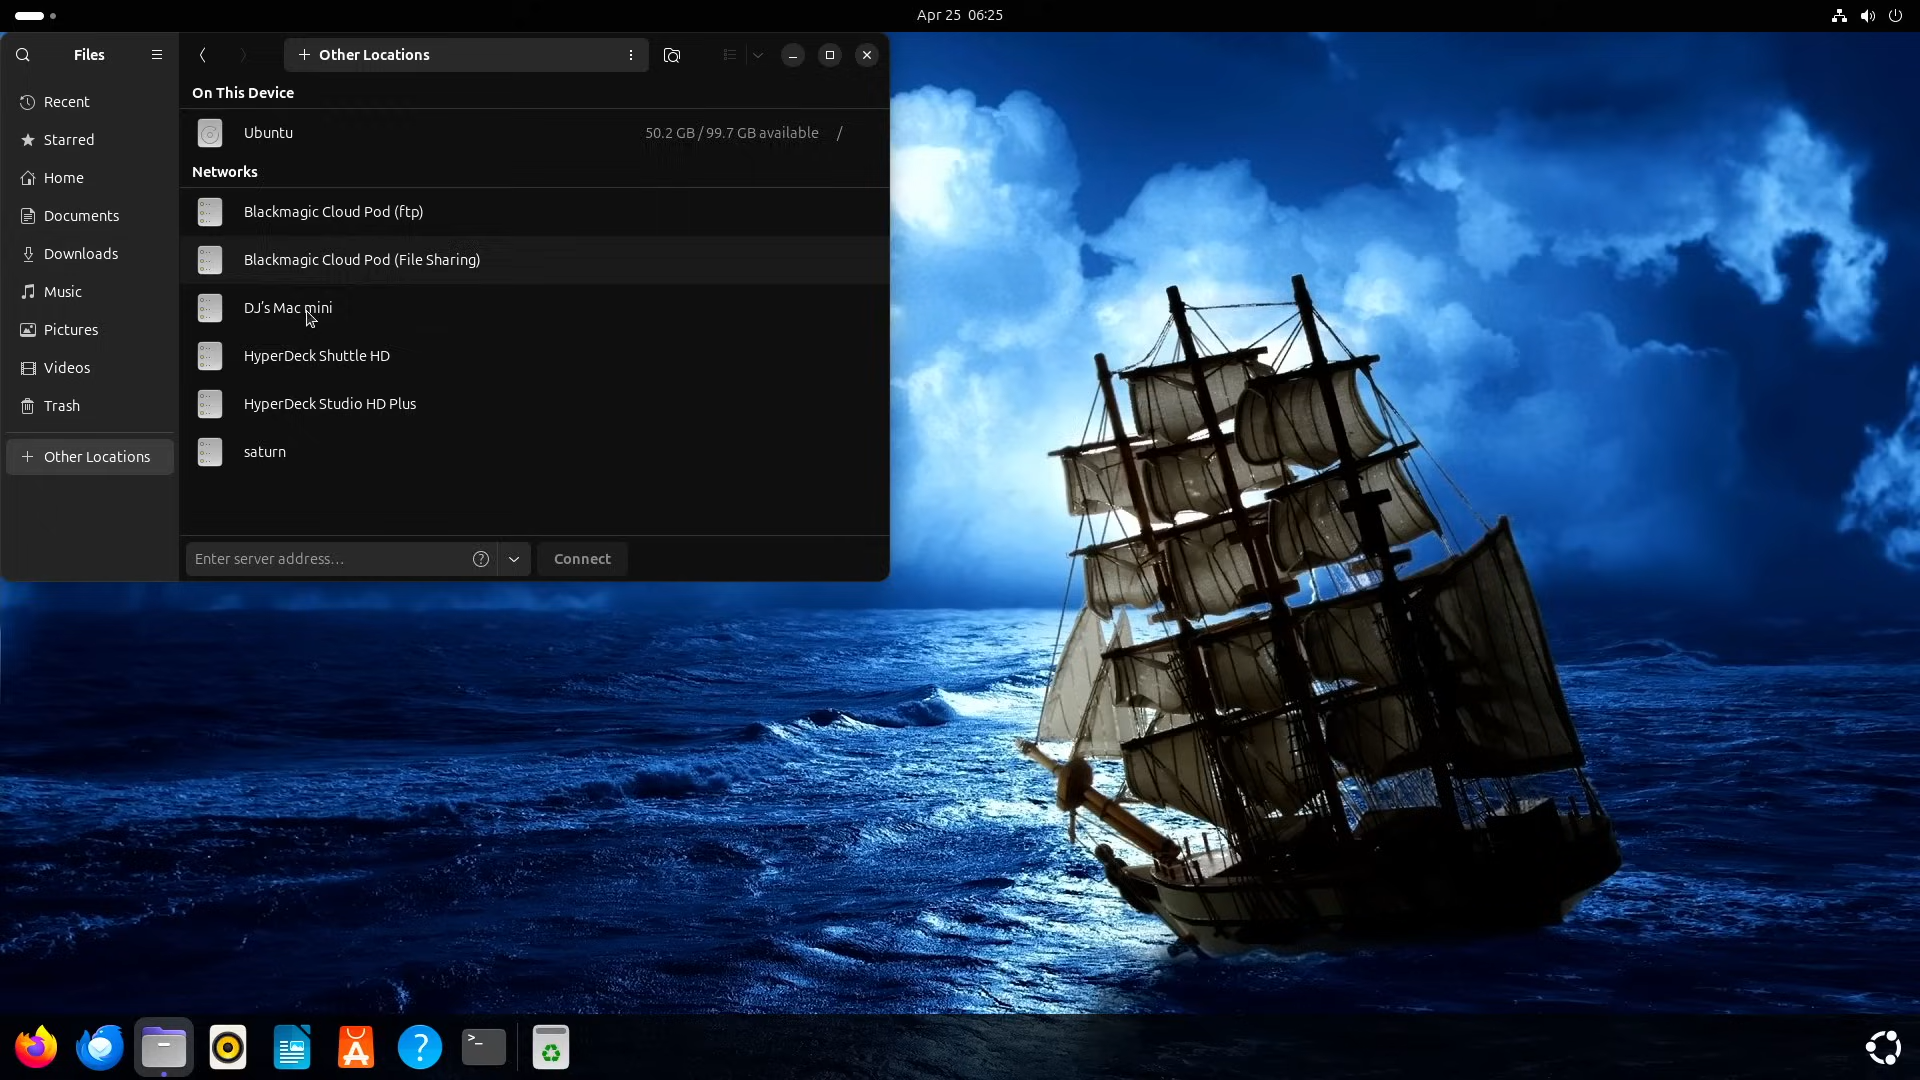 Apr 25 06:25
Files
Other Locations
Recent
Starred
Home
Documents
Downloads
Music
Pictures
Videos
Trash
Other Locations
On This Device
Ubuntu 50.2 GB / 99.7 GB available /
Networks
Blackmagic Cloud Pod (ftp)
Blackmagic Cloud Pod (File Sharing)
DJ's Mac mini
HyperDeck Shuttle HD
HyperDeck Studio HD Plus
saturn
Enter server address... ? Connect
? >_